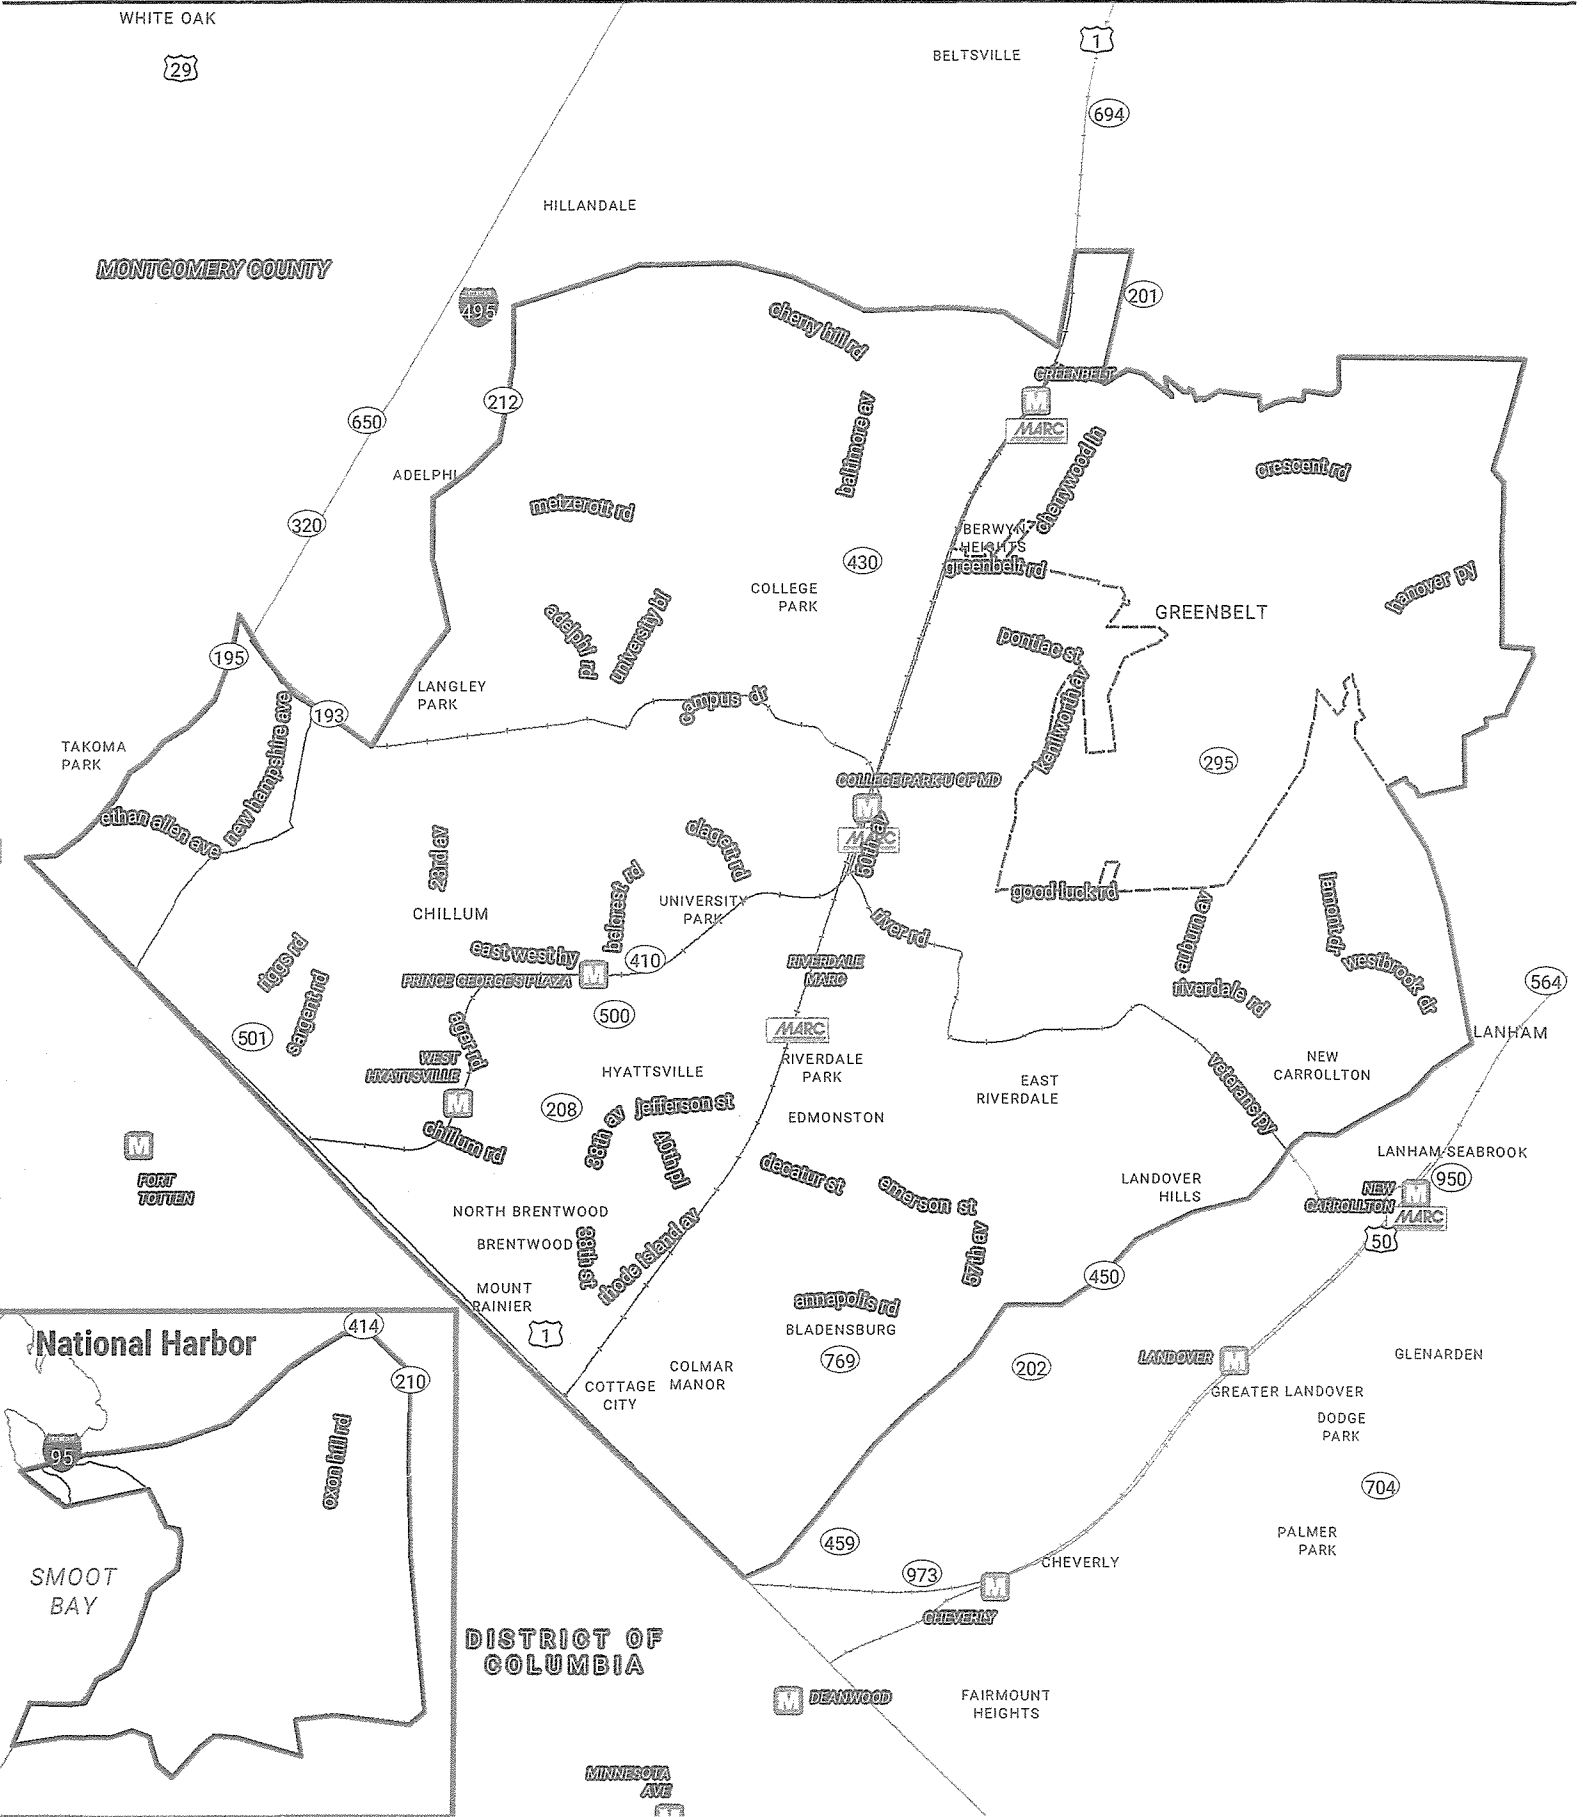 WHITE OAK
29
BELTSVILLE
1
694
HILLANDALE
MONTGOMERY COUNTY
495
201
cherry hill rd
GREENBELT
M
MARC
212
650
baltimore av
cherrywood ln
crescent rd
ADELPHI
metzerott rd
320
BERWYN
HEIGHTS
greenbelt rd
430
COLLEGE
PARK
hanover py
GREENBELT
adelphi rd
university bl
pontiac st
195
LANGLEY
PARK
campus dr
kenilworth av
193
new hampshire ave
TAKOMA
PARK
295
COLLEGE PARK-U OF MD
M
MARC
50th av
ethan allen ave
23rd av
clagett rd
belcrest rd
good luck rd
lamont dr
UNIVERSITY
PARK
CHILLUM
auburn av
river rd
east west hy
410
riggs rd
PRINCE GEORGE'S PLAZA
M
RIVERDALE
MARC
westbrook dr
riverdale rd
564
sargent rd
500
501
ager rd
MARC
LANHAM
WEST
HYATTSVILLE
M
HYATTSVILLE
RIVERDALE
PARK
EAST
RIVERDALE
NEW
CARROLLTON
veterans py
208
38th av
jefferson st
EDMONSTON
chillum rd
40th pl
M
FORT
TOTTEN
decatur st
emerson st
LANDOVER
HILLS
LANHAM-SEABROOK
950
NEW
CARROLLTON
M
MARC
50
NORTH BRENTWOOD
BRENTWOOD
38th st
rhode island av
57th av
450
MOUNT
RAINIER
annapolis rd
BLADENSBURG
1
769
202
LANDOVER
M
GLENARDEN
COLMAR
MANOR
COTTAGE
CITY
GREATER LANDOVER
DODGE
PARK
704
459
PALMER
PARK
973
CHEVERLY
M
CHEVERLY
National Harbor
414
210
oxon hill rd
95
SMOOT
BAY
DISTRICT OF
COLUMBIA
M
DEANWOOD
FAIRMOUNT
HEIGHTS
MINNESOTA
AVE
M